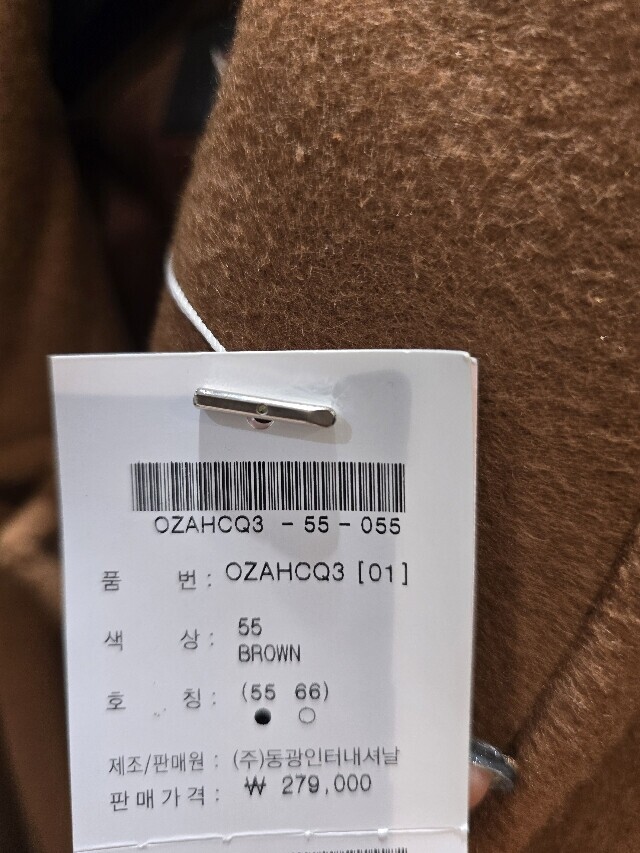 OZAHCQ3 - 55 - 055
품 번 : OZAHCQ3 [01]
색 상 : 55
BROWN
호 칭 : (55 66)
제조/판매원 : (주)동광인터내셔날
판매가격 : ₩ 279,000